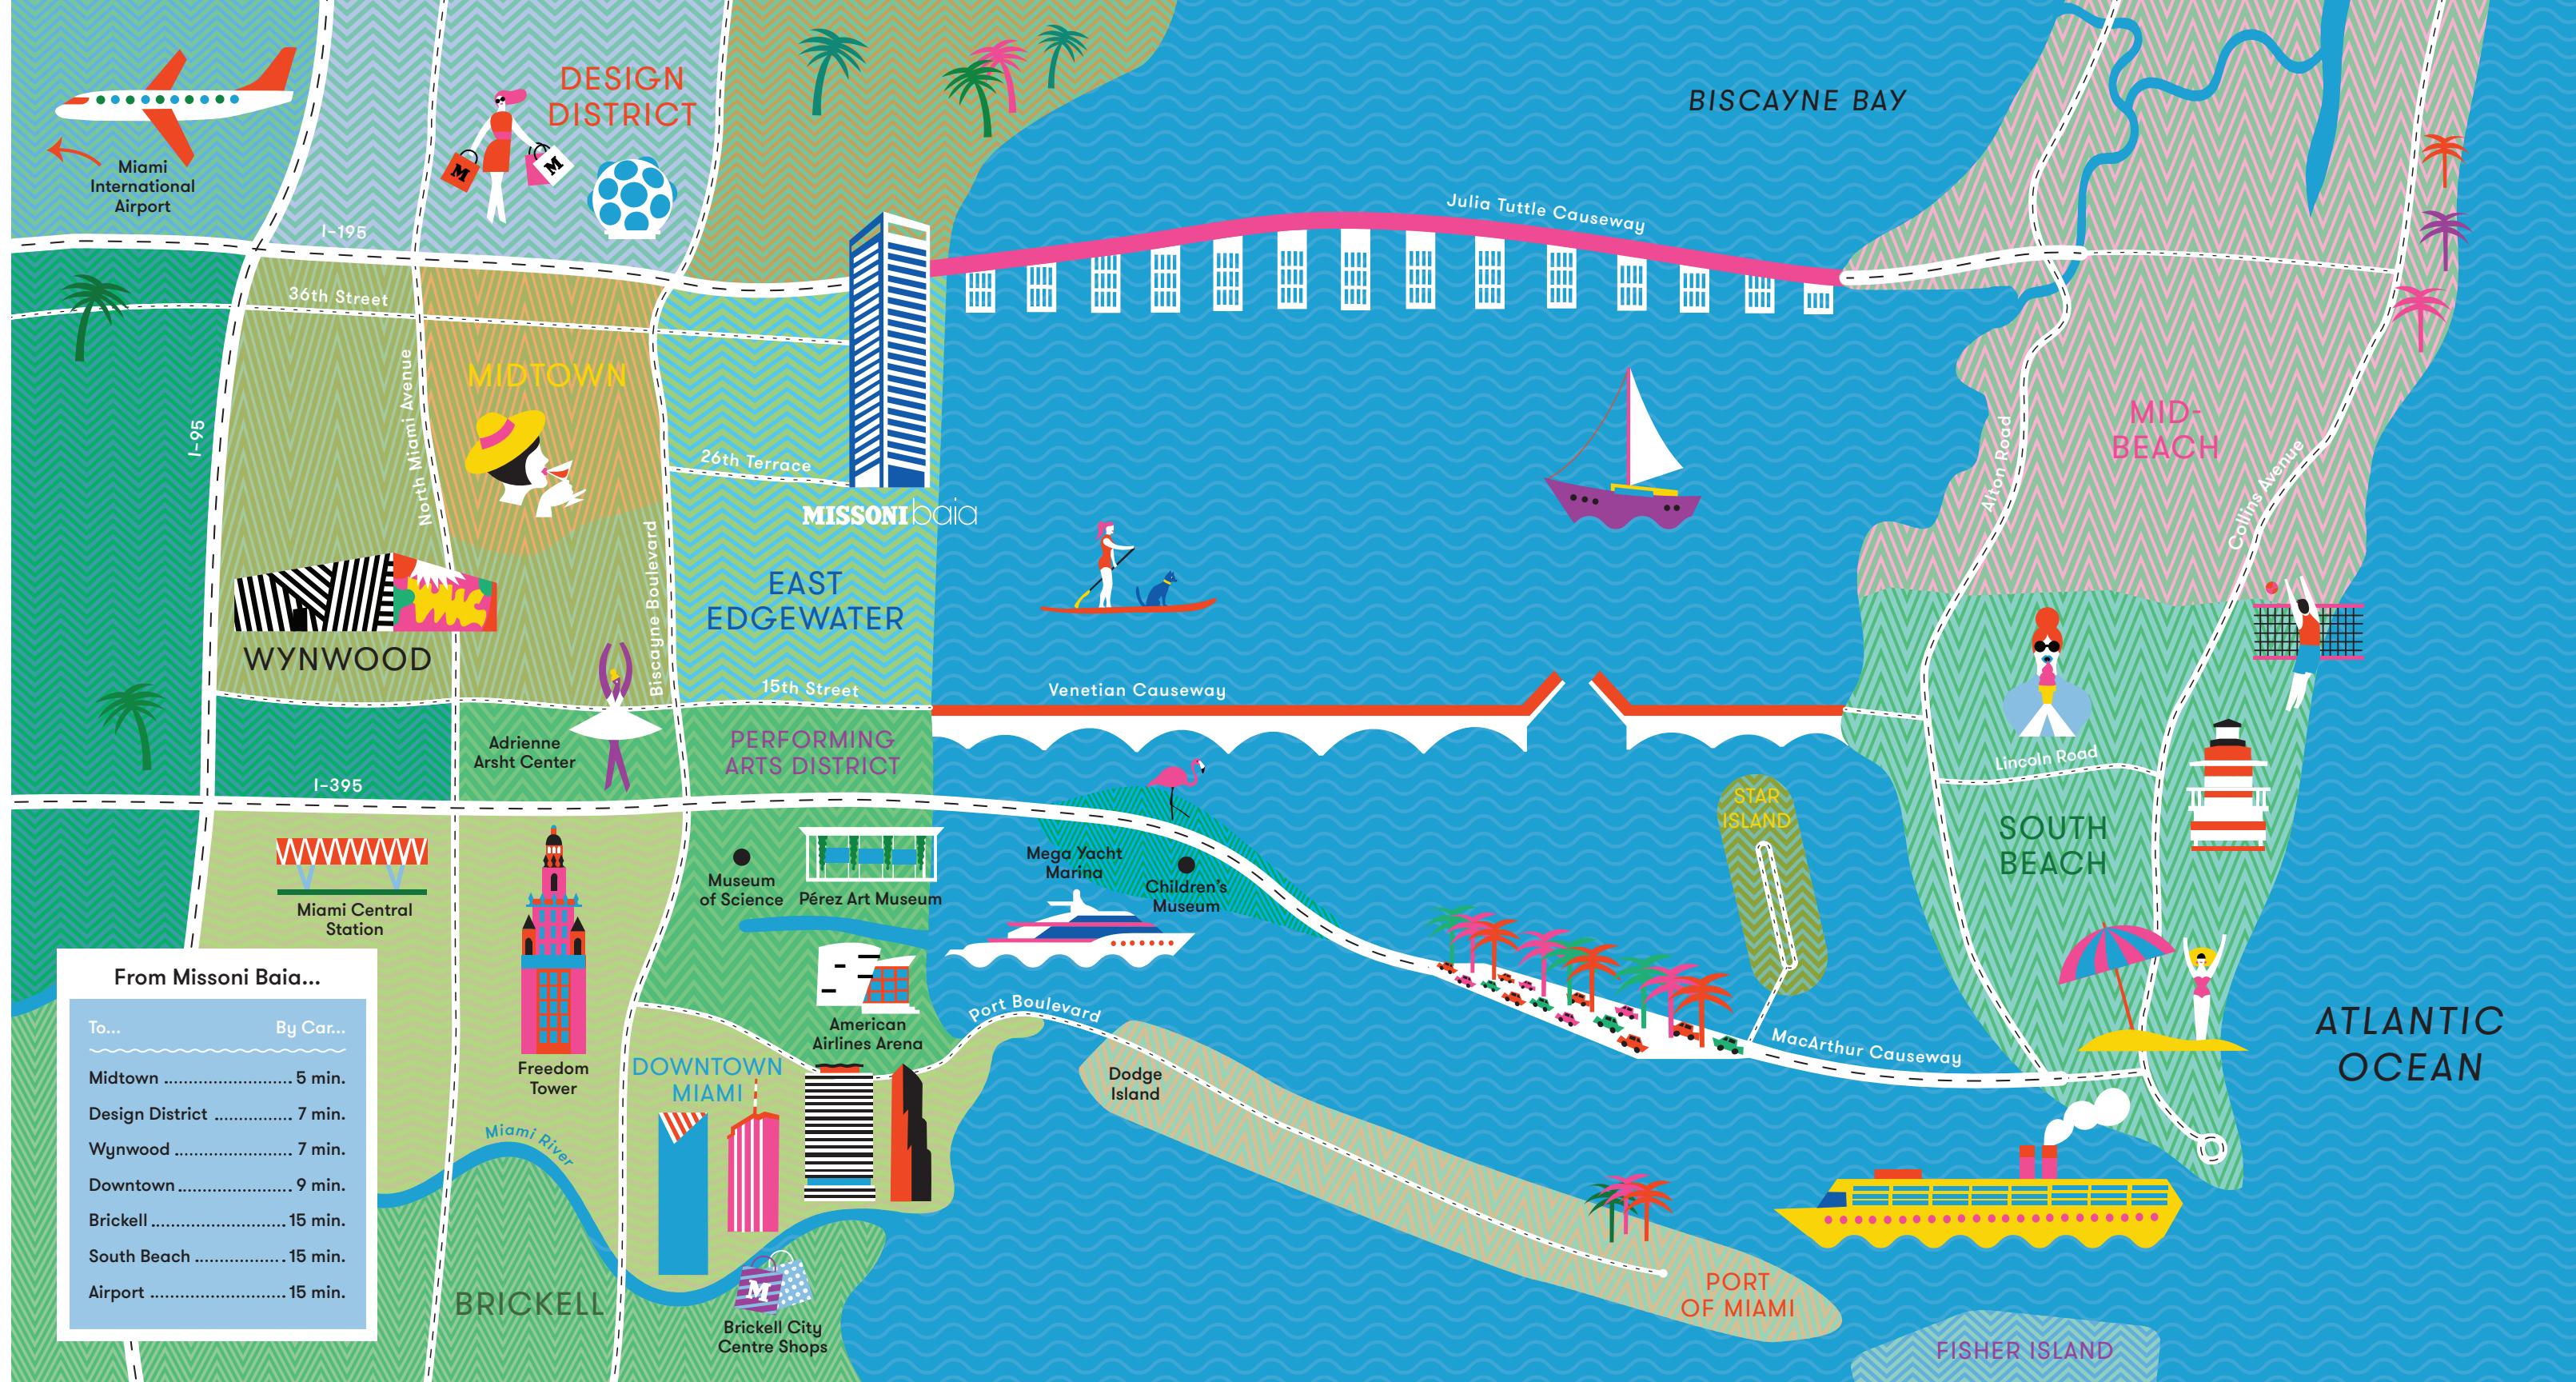 DESIGN
DISTRICT
BISCAYNE BAY
M
M
Miami
International
Airport
Julia Tuttle Causeway
I-195
36th Street
MIDTOWN
North Miami Avenue
I-95
MID-
BEACH
Alton Road
Collins Avenue
26th Terrace
MISSONI baia
Biscayne Boulevard
EAST
EDGEWATER
WYNWOOD
15th Street
Venetian Causeway
Adrienne
Arsht Center
PERFORMING
ARTS DISTRICT
Lincoln Road
I-395
STAR
ISLAND
SOUTH
BEACH
Museum
of Science
Pérez Art Museum
Mega Yacht
Marina
Children's
Museum
Miami Central
Station
Port Boulevard
American
Airlines Arena
MacArthur Causeway
ATLANTIC
OCEAN
Freedom
Tower
DOWNTOWN
MIAMI
Dodge
Island
Miami River
From Missoni Baia...
To... By Car...
Midtown ........................... 5 min.
Design District ................ 7 min.
Wynwood ......................... 7 min.
Downtown ........................ 9 min.
Brickell ............................ 15 min.
South Beach ................... 15 min.
Airport ............................ 15 min.
BRICKELL
M
Brickell City
Centre Shops
PORT
OF MIAMI
FISHER ISLAND